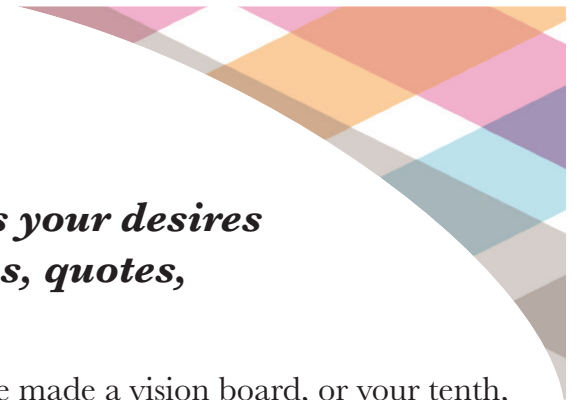 s your desires
s, quotes,
e made a vision board, or your tenth,